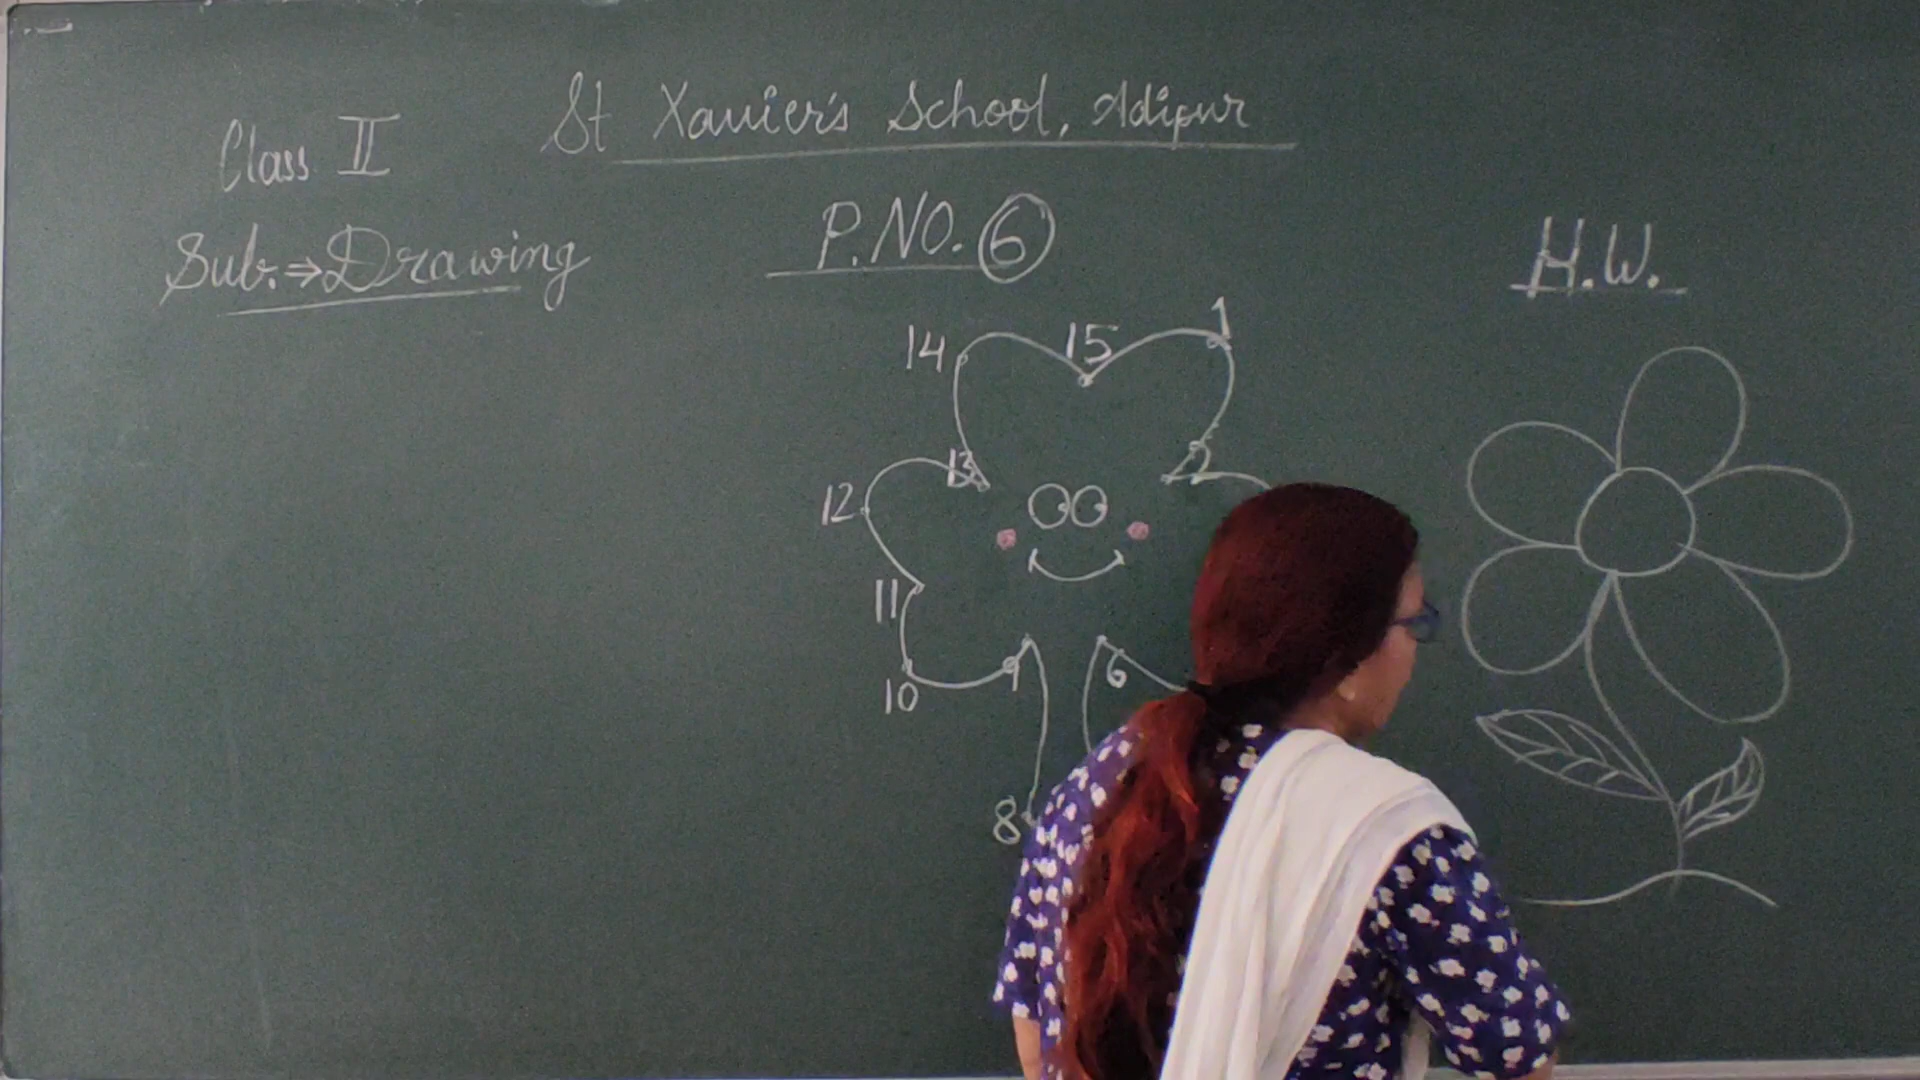 St Xavier's School, Adipur
Class II
Sub. ⇒ Drawing
P.NO. 6
H.W.
1
14
15
2
13
12
11
6
9
10
8